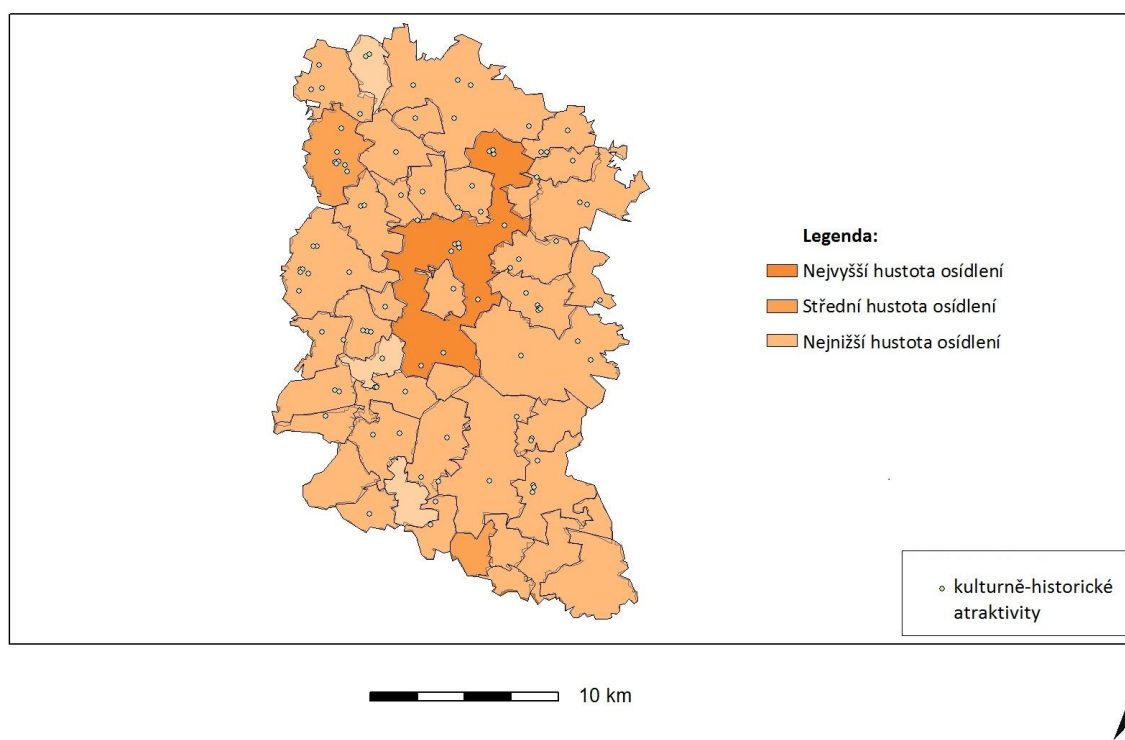 Legenda:
Nejvyšší hustota osídlení
Střední hustota osídlení
Nejnižší hustota osídlení
kulturně-historické
atraktivity
10 km